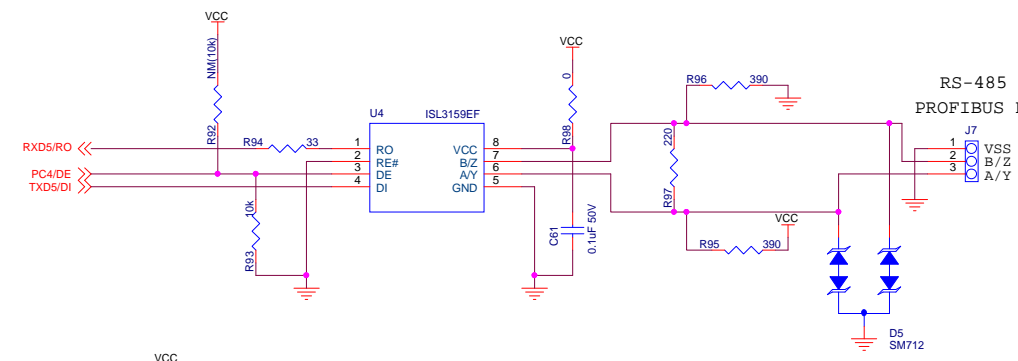 VCC
NM(10k)
R92
RXD5/RO
PC4/DE
TXD5/DI
R94 33
10k
R93
U4 ISL3159EF
1 RO
2 RE#
3 DE
4 DI
VCC 8
B/Z 7
A/Y 6
GND 5
VCC
0
R98
C61
0.1uF 50V
R96 390
220
R97
VCC
R95 390
RS-485
PROFIBUS
J7
1 VSS
2 B/Z
3 A/Y
D5
SM712
VCC